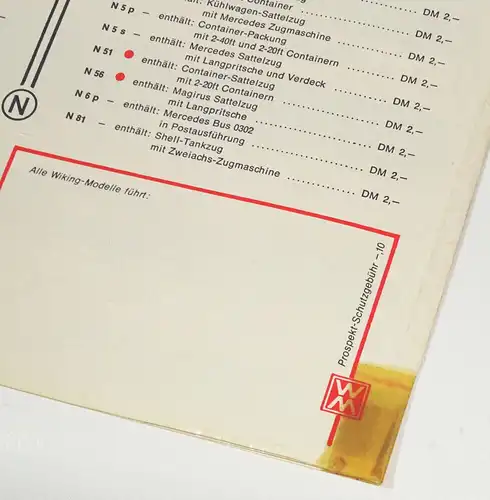 Container ............ DM 2,—
enthält: Kühlwagen-Sattelzug
mit Mercedes Zugmaschine ............ DM 2,—
N 5 p — enthält: Container-Packung
mit 2-40ft und 2-20ft Containern ............ DM 2,—
N 5 s — enthält: Mercedes Sattelzug
mit Langpritsche und Verdeck ............ DM 2,—
N 51 enthält: Container-Sattelzug
mit 2-20ft Containern ............ DM 2,—
N 56 enthält: Magirus Sattelzug
mit Langpritsche ............ DM 2,—
N 6 p — enthält: Mercedes Bus 0302
in Postausführung ............ DM 2,—
N 81 — enthält: Shell-Tankzug
mit Zweiachs-Zugmaschine ............ DM 2,—
N
Alle Wiking-Modelle führt:
Prospekt-Schutzgebühr –,10
WM